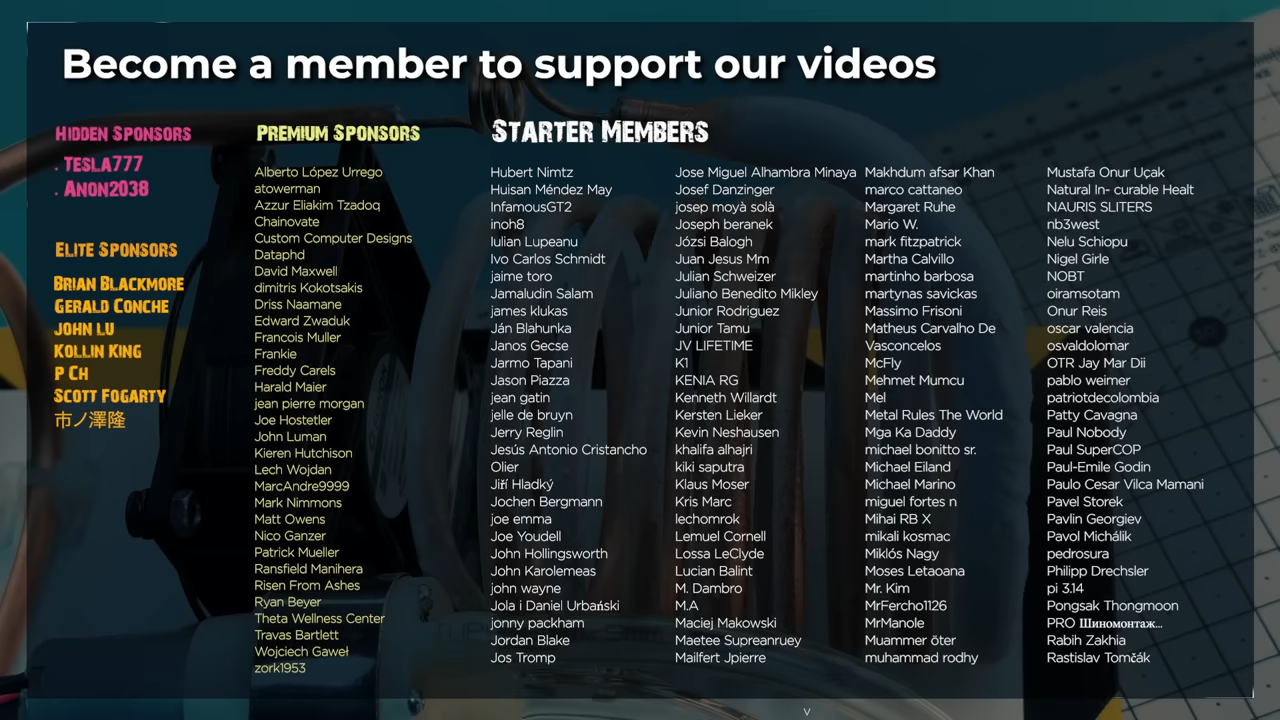 Become a member to support our videos
Hidden Sponsors
. Tesla777
. Anon2038
Elite Sponsors
Brian Blackmore
Gerald Conche
John Lu
Kollin King
P Ch
Scott Fogarty
市ノ澤隆
Premium Sponsors
Alberto López Urrego
atowerman
Azzur Eliakim Tzadoq
Chainovate
Custom Computer Designs
Dataphd
David Maxwell
dimitris Kokotsakis
Driss Naamane
Edward Zwaduk
Francois Muller
Frankie
Freddy Carels
Harald Maier
jean pierre morgan
Joe Hostetler
John Luman
Kieren Hutchison
Lech Wojdan
MarcAndre9999
Mark Nimmons
Matt Owens
Nico Ganzer
Patrick Mueller
Ransfield Manihera
Risen From Ashes
Ryan Beyer
Theta Wellness Center
Travas Bartlett
Wojciech Gaweł
zork1953
Starter Members
Hubert Nimtz
Huisan Méndez May
InfamousGT2
inoh8
Iulian Lupeanu
Ivo Carlos Schmidt
jaime toro
Jamaludin Salam
james klukas
Ján Blahunka
Janos Gecse
Jarmo Tapani
Jason Piazza
jean gatin
jelle de bruyn
Jerry Reglin
Jesús Antonio Cristancho
Olier
Jiří Hladký
Jochen Bergmann
joe emma
Joe Youdell
John Hollingsworth
John Karolemeas
john wayne
Jola i Daniel Urbański
jonny packham
Jordan Blake
Jos Tromp
Jose Miguel Alhambra Minaya
Josef Danzinger
josep moyà solà
Joseph beranek
Józsi Balogh
Juan Jesus Mm
Julian Schweizer
Juliano Benedito Mikley
Junior Rodriguez
Junior Tamu
JV LIFETIME
K1
KENIA RG
Kenneth Willardt
Kersten Lieker
Kevin Neshausen
khalifa alhajri
kiki saputra
Klaus Moser
Kris Marc
lechomrok
Lemuel Cornell
Lossa LeClyde
Lucian Balint
M. Dambro
M.A
Maciej Makowski
Maetee Supreanruey
Mailfert Jpierre
Makhdum afsar Khan
marco cattaneo
Margaret Ruhe
Mario W.
mark fitzpatrick
Martha Calvillo
martinho barbosa
martynas savickas
Massimo Frisoni
Matheus Carvalho De
Vasconcelos
McFly
Mehmet Mumcu
Mel
Metal Rules The World
Mga Ka Daddy
michael bonitto sr.
Michael Eiland
Michael Marino
miguel fortes n
Mihai RB X
mikali kosmac
Miklós Nagy
Moses Letaoana
Mr. Kim
MrFercho1126
MrManole
Muammer öter
muhammad rodhy
Mustafa Onur Uçak
Natural In- curable Healt
NAURIS SLITERS
nb3west
Nelu Schiopu
Nigel Girle
NOBT
oiramsotam
Onur Reis
oscar valencia
osvaldolomar
OTR Jay Mar Dii
pablo weimer
patriotdecolombia
Patty Cavagna
Paul Nobody
Paul SuperCOP
Paul-Emile Godin
Paulo Cesar Vilca Mamani
Pavel Storek
Pavlin Georgiev
Pavol Michálik
pedrosura
Philipp Drechsler
pi 3.14
Pongsak Thongmoon
PRO Шиномонтаж...
Rabih Zakhia
Rastislav Tomčák